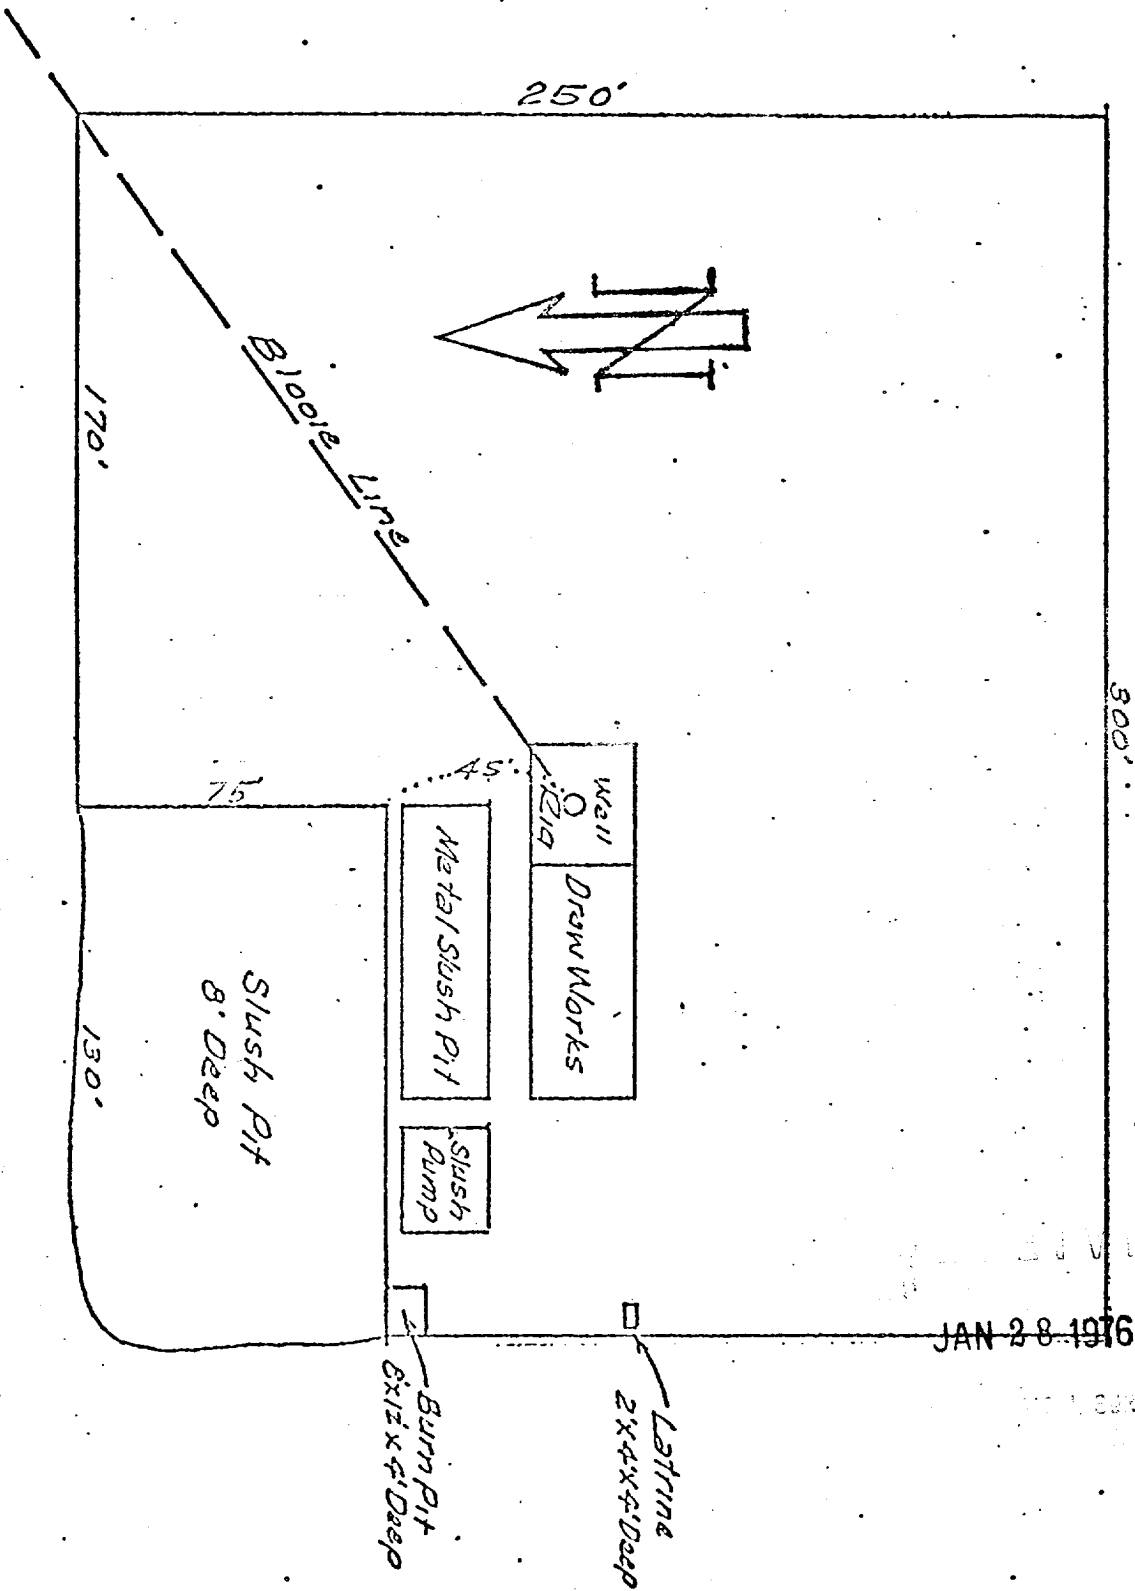 250'
N
Blooie Line
170'
300'
45'
75'
Well
Rig
Draw Works
Metal Slush Pit
Slush
Pump
Slush Pit
8' Deep
130'
JAN 28 1976
Latrine
2'x4'x4' Deep
Burn Pit
8'x12'x4' Deep